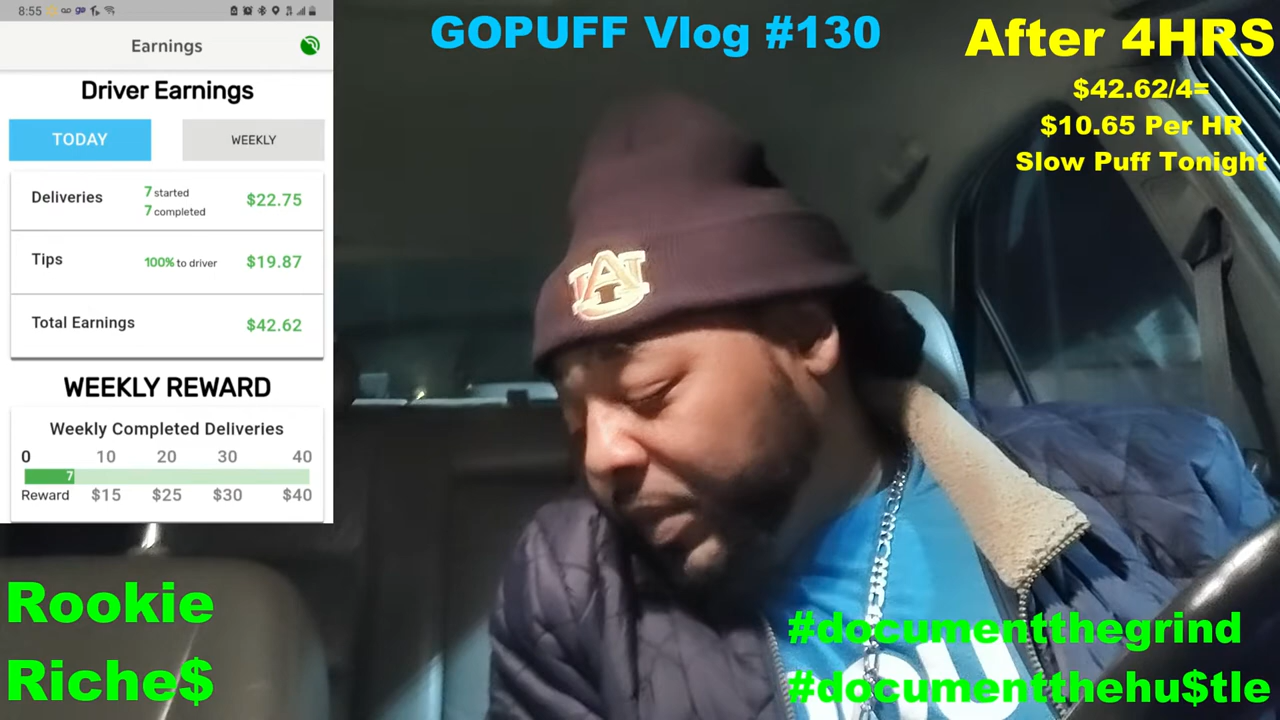 8:55
Earnings
Driver Earnings
TODAY
WEEKLY
Deliveries
7 started
7 completed
$22.75
Tips
100% to driver
$19.87
Total Earnings
$42.62
WEEKLY REWARD
Weekly Completed Deliveries
0 10 20 30 40
7
Reward $15 $25 $30 $40
GOPUFF Vlog #130
After 4HRS
$42.62/4=
$10.65 Per HR
Slow Puff Tonight
AU
Rookie
Riche$
#documentthegrind
#documentthehu$tle